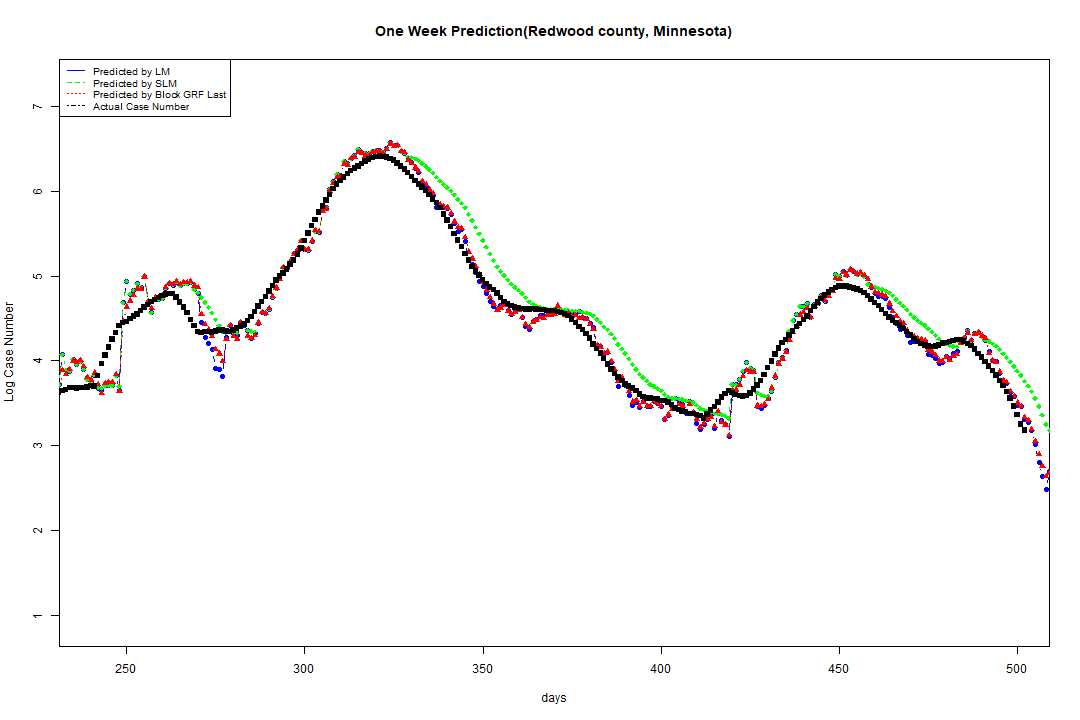 One Week Prediction(Redwood county, Minnesota)
Predicted by LM
Predicted by SLM
Predicted by Block GRF Last
Actual Case Number
7
6
5
4
3
2
1
Log Case Number
250 300 350 400 450 500
days